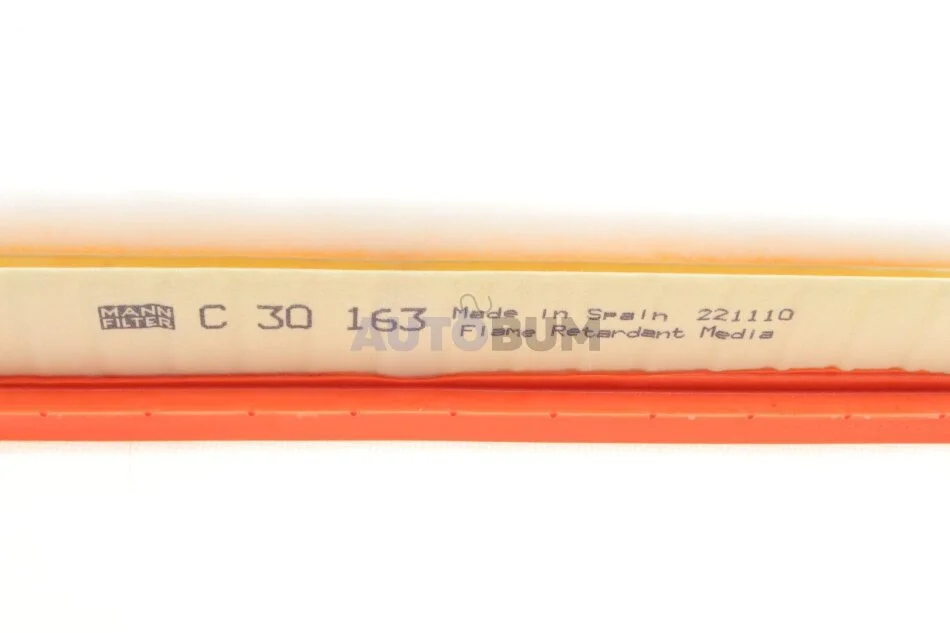 MANN
FILTER
C 30 163
Made in Spain 221110
Flame Retardant Media
AUTOBUM